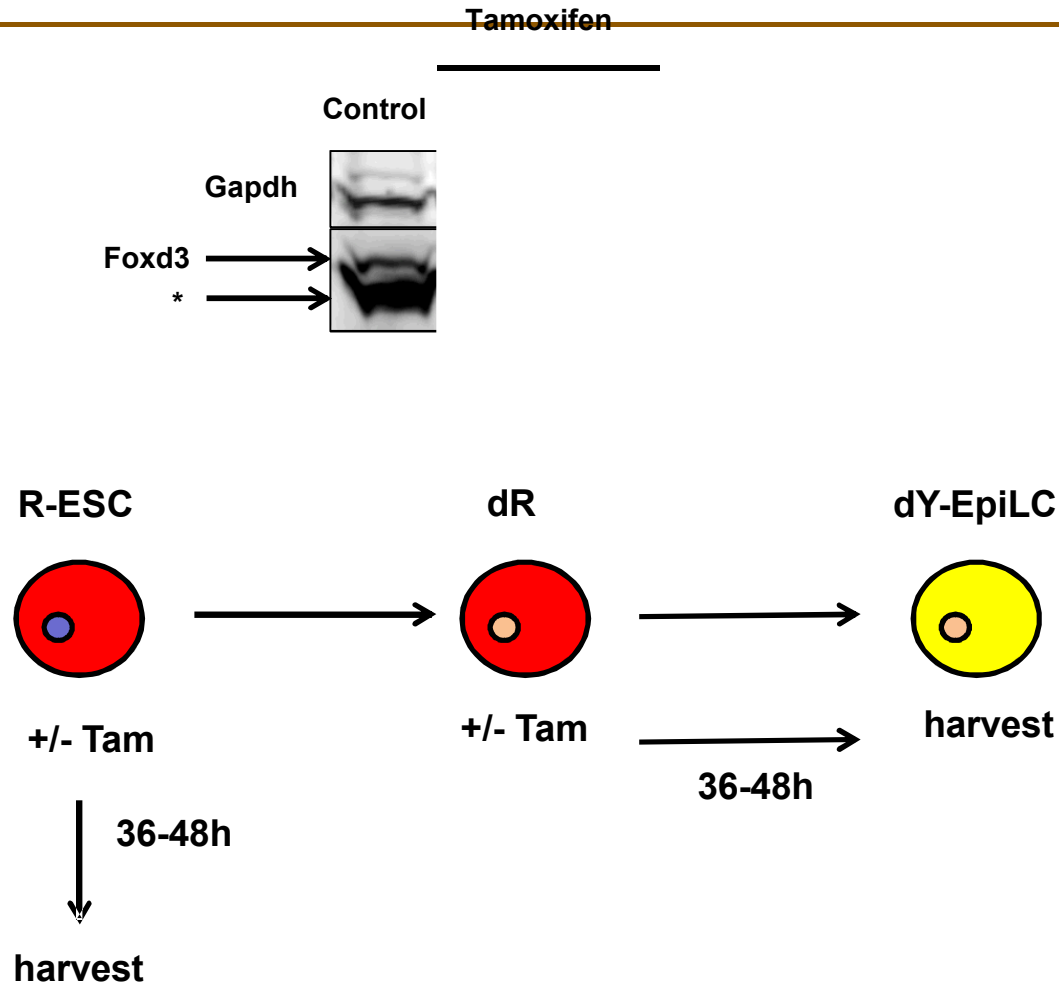 Tamoxifen
Control
Gapdh
Foxd3
*
R-ESC
dR
dY-EpiLC
+/- Tam
+/- Tam
harvest
36-48h
36-48h
harvest